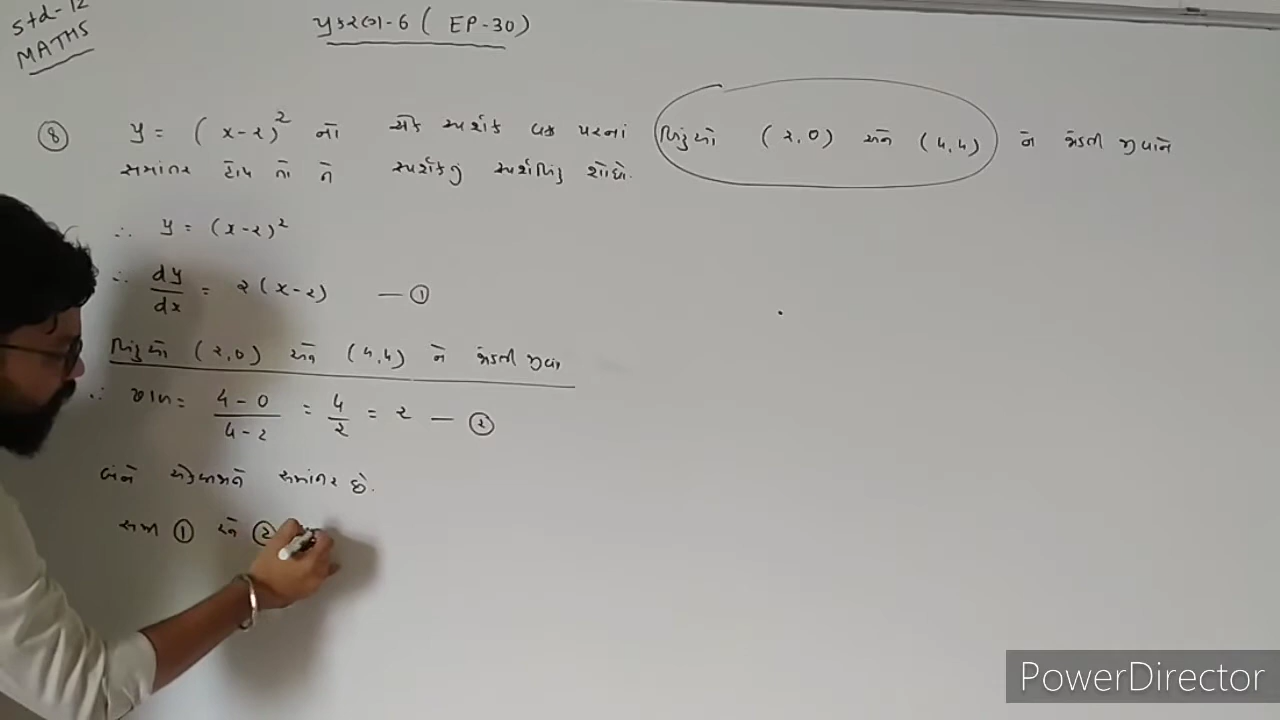 Std-12
MATHS
પ્રકરણ-6 ( EP-30)
8 y = (x-2)² નો એક સ્પર્શક વક્ર પરનાં બિંદુઓ (2,0) અને (4,4) ને જોડતી જીવાને
સમાંતર હોય તો તે સ્પર્શકનું સ્પર્શબિંદુ શોધો.
∴ y = (x-2)²
∴ dy/dx = 2(x-2) — 1
બિંદુઓ (2,0) અને (4,4) ને જોડતી જીવા
∴ ઢાળ = 4-0/4-2 = 4/2 = 2 — 2
બંને એકબીજાને સમાંતર છે.
1 અને 2
PowerDirector